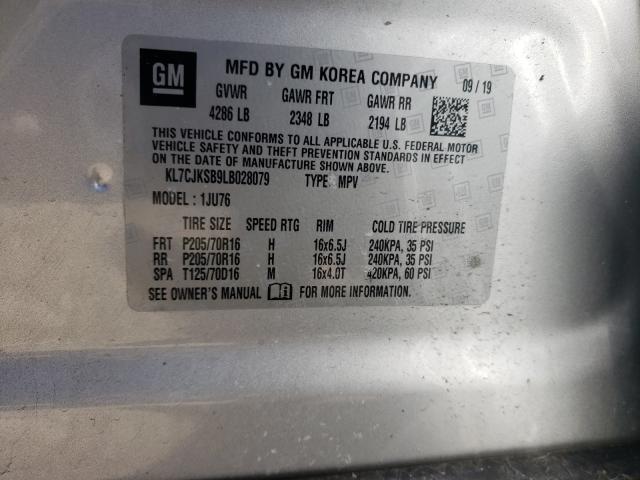 GM
MFD BY GM KOREA COMPANY 09/19
GVWR GAWR FRT GAWR RR
4286 LB 2348 LB 2194 LB
THIS VEHICLE CONFORMS TO ALL APPLICABLE U.S. FEDERAL MOTOR
VEHICLE SAFETY AND THEFT PREVENTION STANDARDS IN EFFECT
ON THE DATE OF MANUFACTURE SHOWN ABOVE.
KL7CJKSB9LB028079 TYPE: MPV
MODEL : 1JU76
TIRE SIZE SPEED RTG RIM COLD TIRE PRESSURE
FRT P205/70R16 H 16x6.5J 240KPA, 35 PSI
RR P205/70R16 H 16x6.5J 240KPA, 35 PSI
SPA T125/70D16 M 16x4.0T 420KPA, 60 PSI
SEE OWNER'S MANUAL FOR MORE INFORMATION.